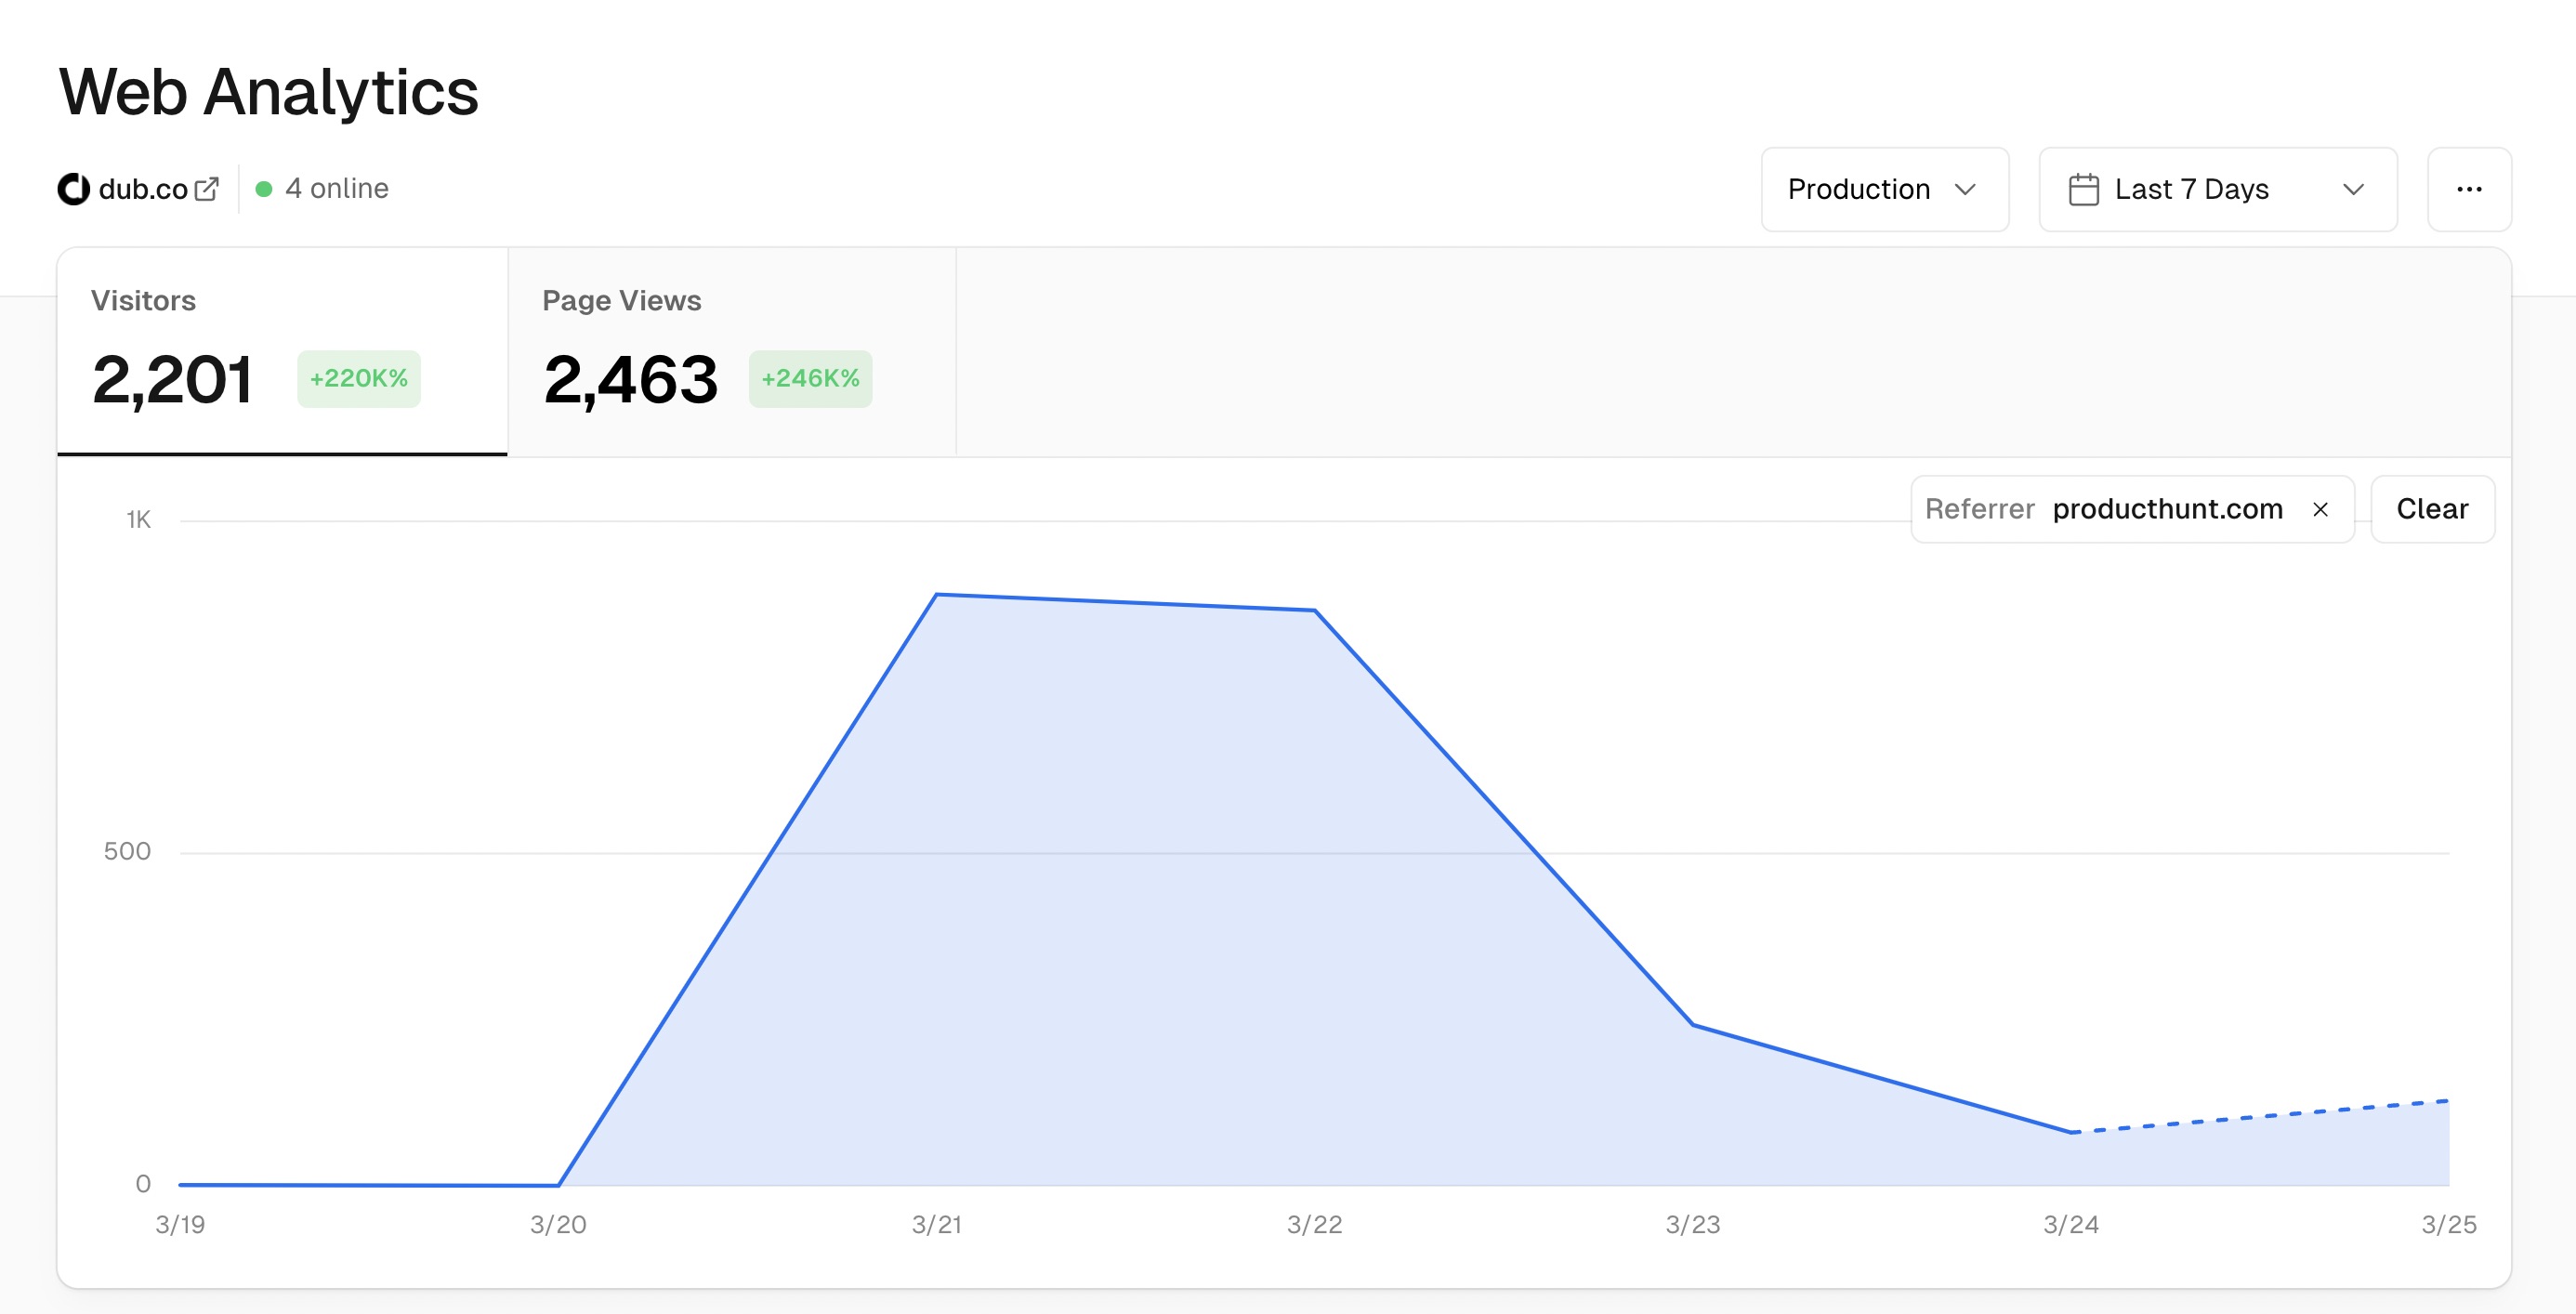 Web Analytics
dub.co 4 online
Production Last 7 Days
Visitors Page Views
2,201 +220K% 2,463 +246K%
Referrer producthunt.com Clear
1K
500
0
3/19 3/20 3/21 3/22 3/23 3/24 3/25